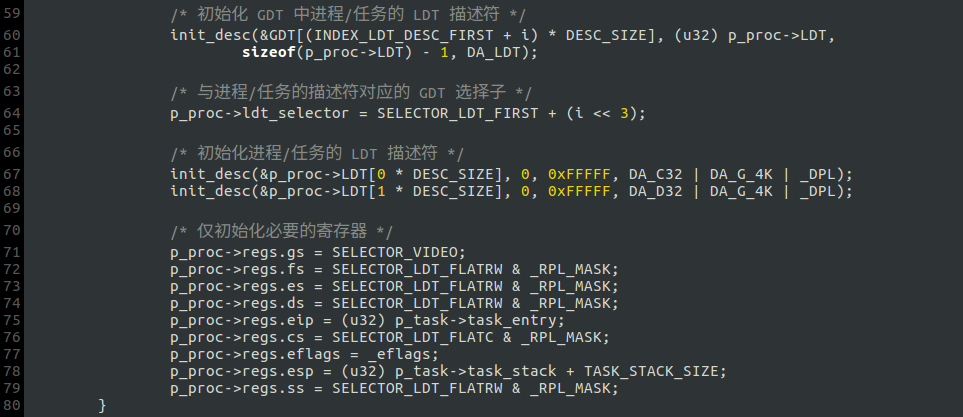 59 /* 初始化 GDT 中进程/任务的 LDT 描述符 */
60 init_desc(&GDT[(INDEX_LDT_DESC_FIRST + i) * DESC_SIZE], (u32) p_proc->LDT,
61 sizeof(p_proc->LDT) - 1, DA_LDT);
62
63 /* 与进程/任务的描述符对应的 GDT 选择子 */
64 p_proc->ldt_selector = SELECTOR_LDT_FIRST + (i << 3);
65
66 /* 初始化进程/任务的 LDT 描述符 */
67 init_desc(&p_proc->LDT[0 * DESC_SIZE], 0, 0xFFFFF, DA_C32 | DA_G_4K | _DPL);
68 init_desc(&p_proc->LDT[1 * DESC_SIZE], 0, 0xFFFFF, DA_D32 | DA_G_4K | _DPL);
69
70 /* 仅初始化必要的寄存器 */
71 p_proc->regs.gs = SELECTOR_VIDEO;
72 p_proc->regs.fs = SELECTOR_LDT_FLATRW & _RPL_MASK;
73 p_proc->regs.es = SELECTOR_LDT_FLATRW & _RPL_MASK;
74 p_proc->regs.ds = SELECTOR_LDT_FLATRW & _RPL_MASK;
75 p_proc->regs.eip = (u32) p_task->task_entry;
76 p_proc->regs.cs = SELECTOR_LDT_FLATC & _RPL_MASK;
77 p_proc->regs.eflags = _eflags;
78 p_proc->regs.esp = (u32) p_task->task_stack + TASK_STACK_SIZE;
79 p_proc->regs.ss = SELECTOR_LDT_FLATRW & _RPL_MASK;
80 }